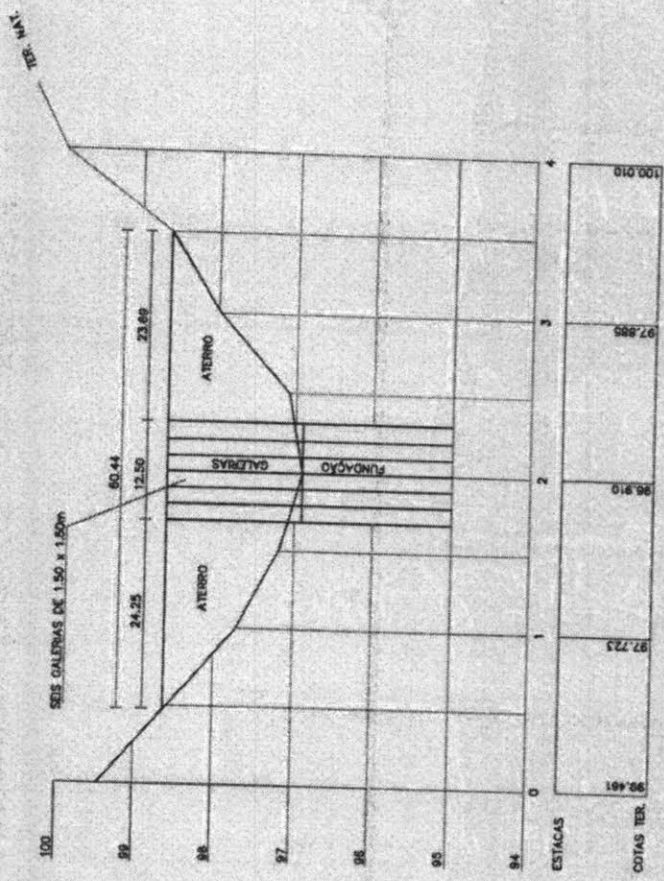 TER. NAT.
SEIS GALERIAS DE 1.50 x 1.50m
60.44
24.25
12.50
23.69
ATERRO
GALERIAS
FUNDAÇÃO
ATERRO
100
99
98
97
96
95
94
0
1
2
3
4
ESTACAS
COTAS TER.
99.461
97.723
96.910
97.885
100.010